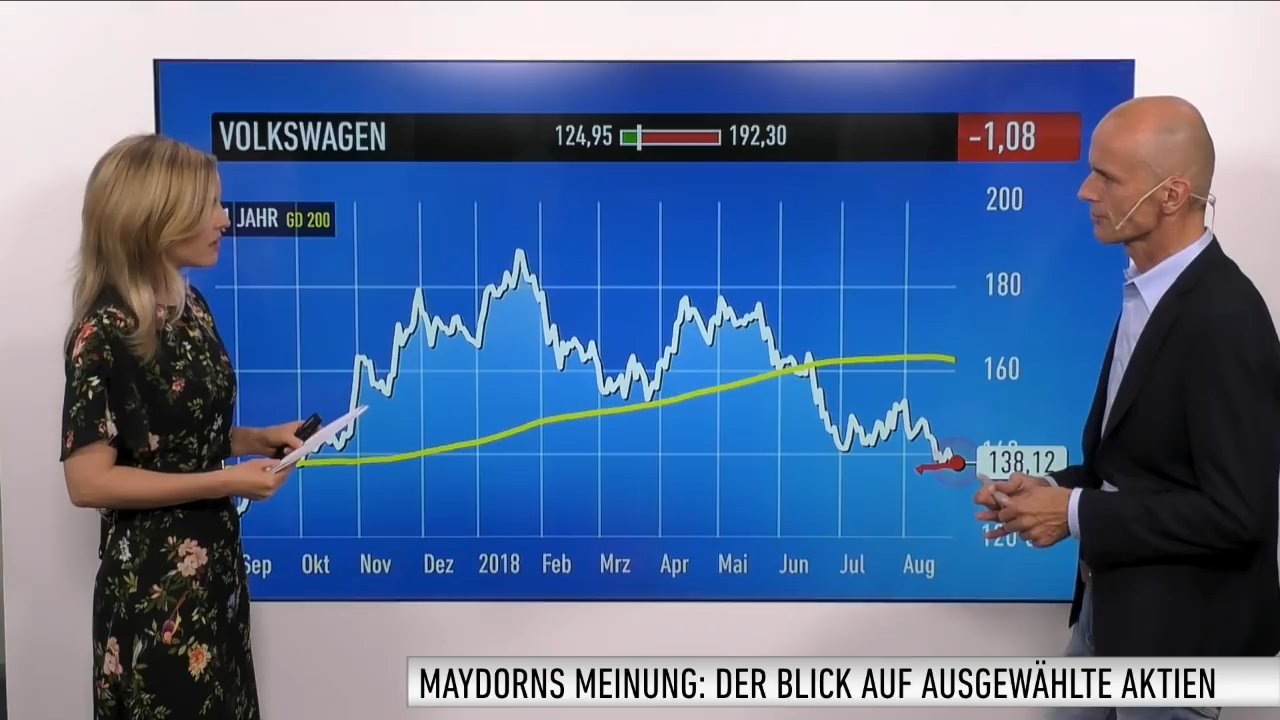 VOLKSWAGEN
124,95 192,30
-1,08
1 JAHR GD 200
200
180
160
138,12
Sep Okt Nov Dez 2018 Feb Mrz Apr Mai Jun Jul Aug
MAYDORNS MEINUNG: DER BLICK AUF AUSGEWÄHLTE AKTIEN